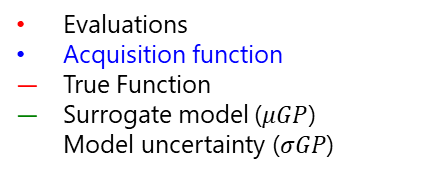 • Evaluations
• Acquisition function
— True Function
— Surrogate model (μGP)
Model uncertainty (σGP)